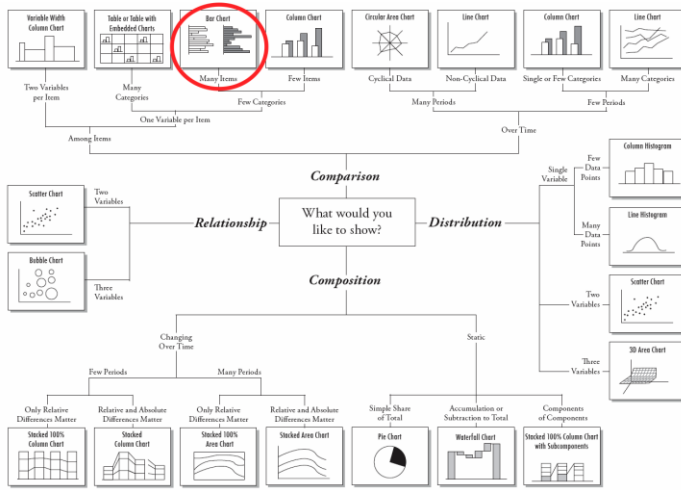 Variable Width
Column Chart
Table or Table with
Embedded Charts
Bar Chart
Column Chart
Circular Area Chart
Line Chart
Column Chart
Line Chart
Two Variables
per Item
Many
Categories
Many Items
Few Items
Cyclical Data
Non-Cyclical Data
Single or Few Categories
Many Categories
Few Categories
Many Periods
Few Periods
One Variable per Item
Among Items
Over Time
Comparison
What would you
like to show?
Relationship
Two
Variables
Scatter Chart
Three
Variables
Bubble Chart
Distribution
Single
Variable
Few
Data
Points
Column Histogram
Many
Data
Points
Line Histogram
Two
Variables
Scatter Chart
Three
Variables
3D Area Chart
Composition
Changing
Over Time
Static
Few Periods
Many Periods
Only Relative
Differences Matter
Relative and Absolute
Differences Matter
Only Relative
Differences Matter
Relative and Absolute
Differences Matter
Simple Share
of Total
Accumulation or
Subtraction to Total
Components
of Components
Stacked 100%
Column Chart
Stacked
Column Chart
Stacked 100%
Area Chart
Stacked Area Chart
Pie Chart
Waterfall Chart
Stacked 100% Column Chart
with Subcomponents